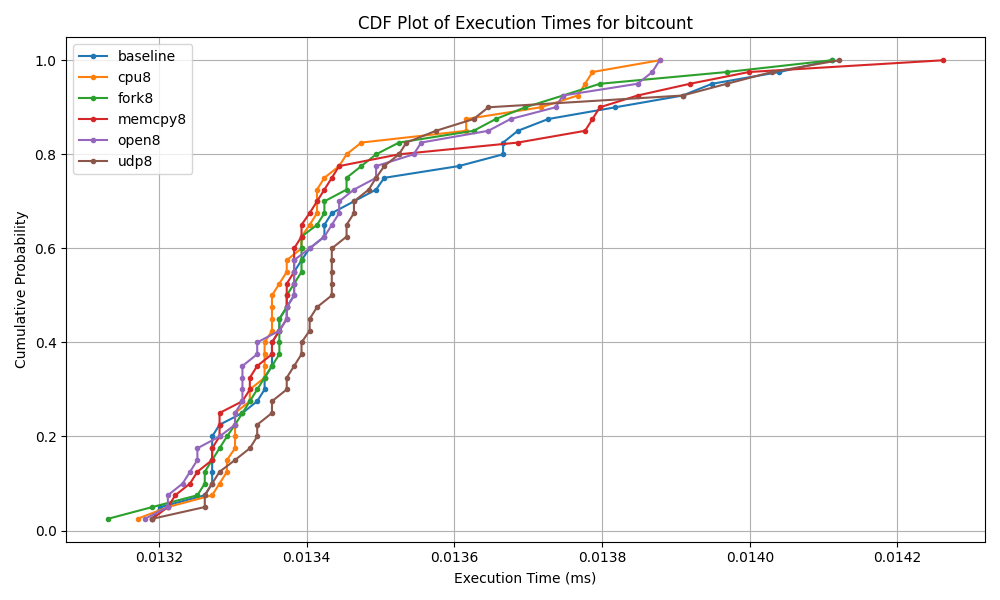 CDF Plot of Execution Times for bitcount
baseline
cpu8
fork8
memcpy8
open8
udp8
Cumulative Probability
1.0
0.8
0.6
0.4
0.2
0.0
0.0132
0.0134
0.0136
0.0138
0.0140
0.0142
Execution Time (ms)